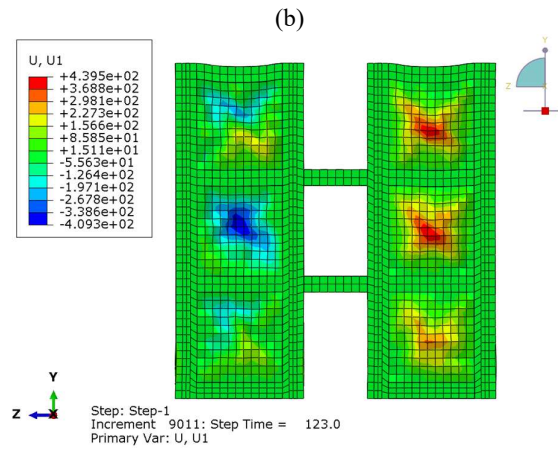 (b)
U, U1
+4.395e+02
+3.688e+02
+2.981e+02
+2.273e+02
+1.566e+02
+8.585e+01
+1.511e+01
-5.563e+01
-1.264e+02
-1.971e+02
-2.678e+02
-3.386e+02
-4.093e+02
Y
Z
X
Y
Z
X
Step: Step-1
Increment 9011: Step Time = 123.0
Primary Var: U, U1